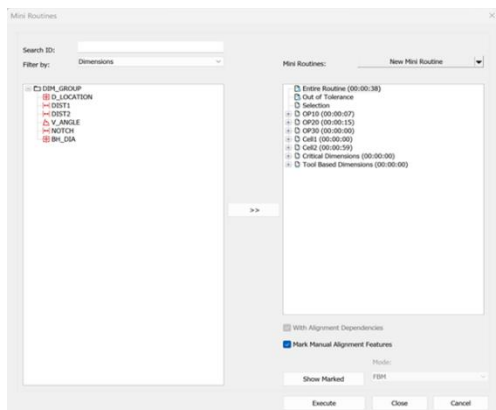 Mini Routines
Search ID:
Filter by: Dimensions
DIM_GROUP
D_LOCATION
DIST1
DIST2
V_ANGLE
NOTCH
BH_DIA
>>
Mini Routines: New Mini Routine
Entire Routine (00:00:38)
Out of Tolerance
Selection
OP10 (00:00:07)
OP20 (00:00:15)
OP30 (00:00:00)
Cell1 (00:00:00)
Cell2 (00:00:59)
Critical Dimensions (00:00:00)
Tool Based Dimensions (00:00:00)
With Alignment Dependencies
Mark Manual Alignment Features
Mode:
Show Marked FBM
Execute Close Cancel